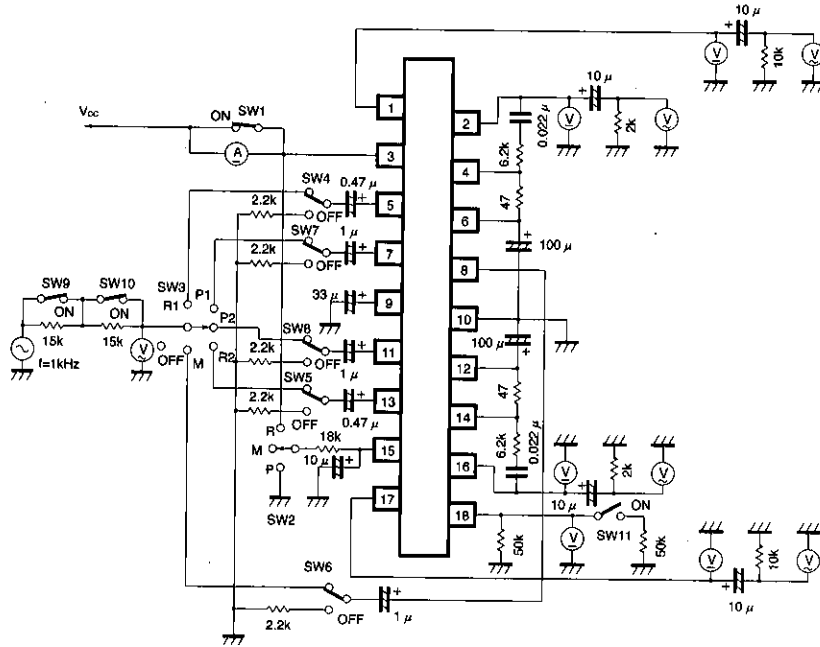 10 μ
+
V
10k
V
10 μ
+
1
2
0.022 μ
V
2k
V
VCC
ON
SW1
A
3
6.2k
4
SW4
0.47 μ
+
2.2k
5
47
OFF
6
SW7
1 μ
+
100 μ
+
2.2k
7
OFF
8
SW9
SW10
SW3
R1
P1
33 μ
+
9
ON
ON
P2
10
15k
15k
SW8
100 μ
+
2.2k
11
V
OFF
M
R2
OFF
1 μ
12
f=1kHz
SW5
+
2.2k
13
47
OFF
0.47 μ
14
R
18k
6.2k
M
15
0.022 μ
10 μ
+
16
V
2k
V
P
17
+
10 μ
ON
SW2
18
50k
V
SW11
50k
V
10k
V
SW6
+
+
10 μ
OFF
2.2k
1 μ